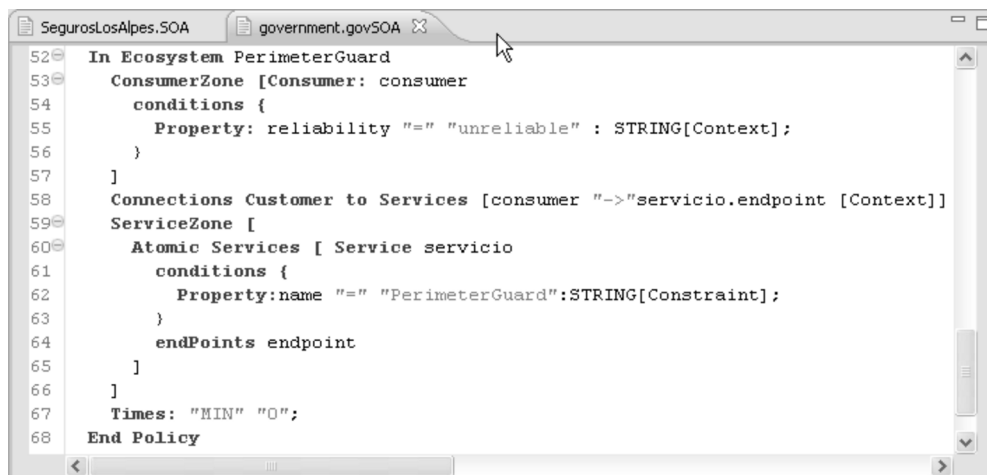 SegurosLosAlpes.SOA government.govSOA
52 In Ecosystem PerimeterGuard
53 ConsumerZone [Consumer: consumer
54 conditions {
55 Property: reliability "=" "unreliable" : STRING[Context];
56 }
57 ]
58 Connections Customer to Services [consumer "->"servicio.endpoint [Context]]
59 ServiceZone [
60 Atomic Services [ Service servicio
61 conditions {
62 Property:name "=" "PerimeterGuard":STRING[Constraint];
63 }
64 endPoints endpoint
65 ]
66 ]
67 Times: "MIN" "0";
68 End Policy